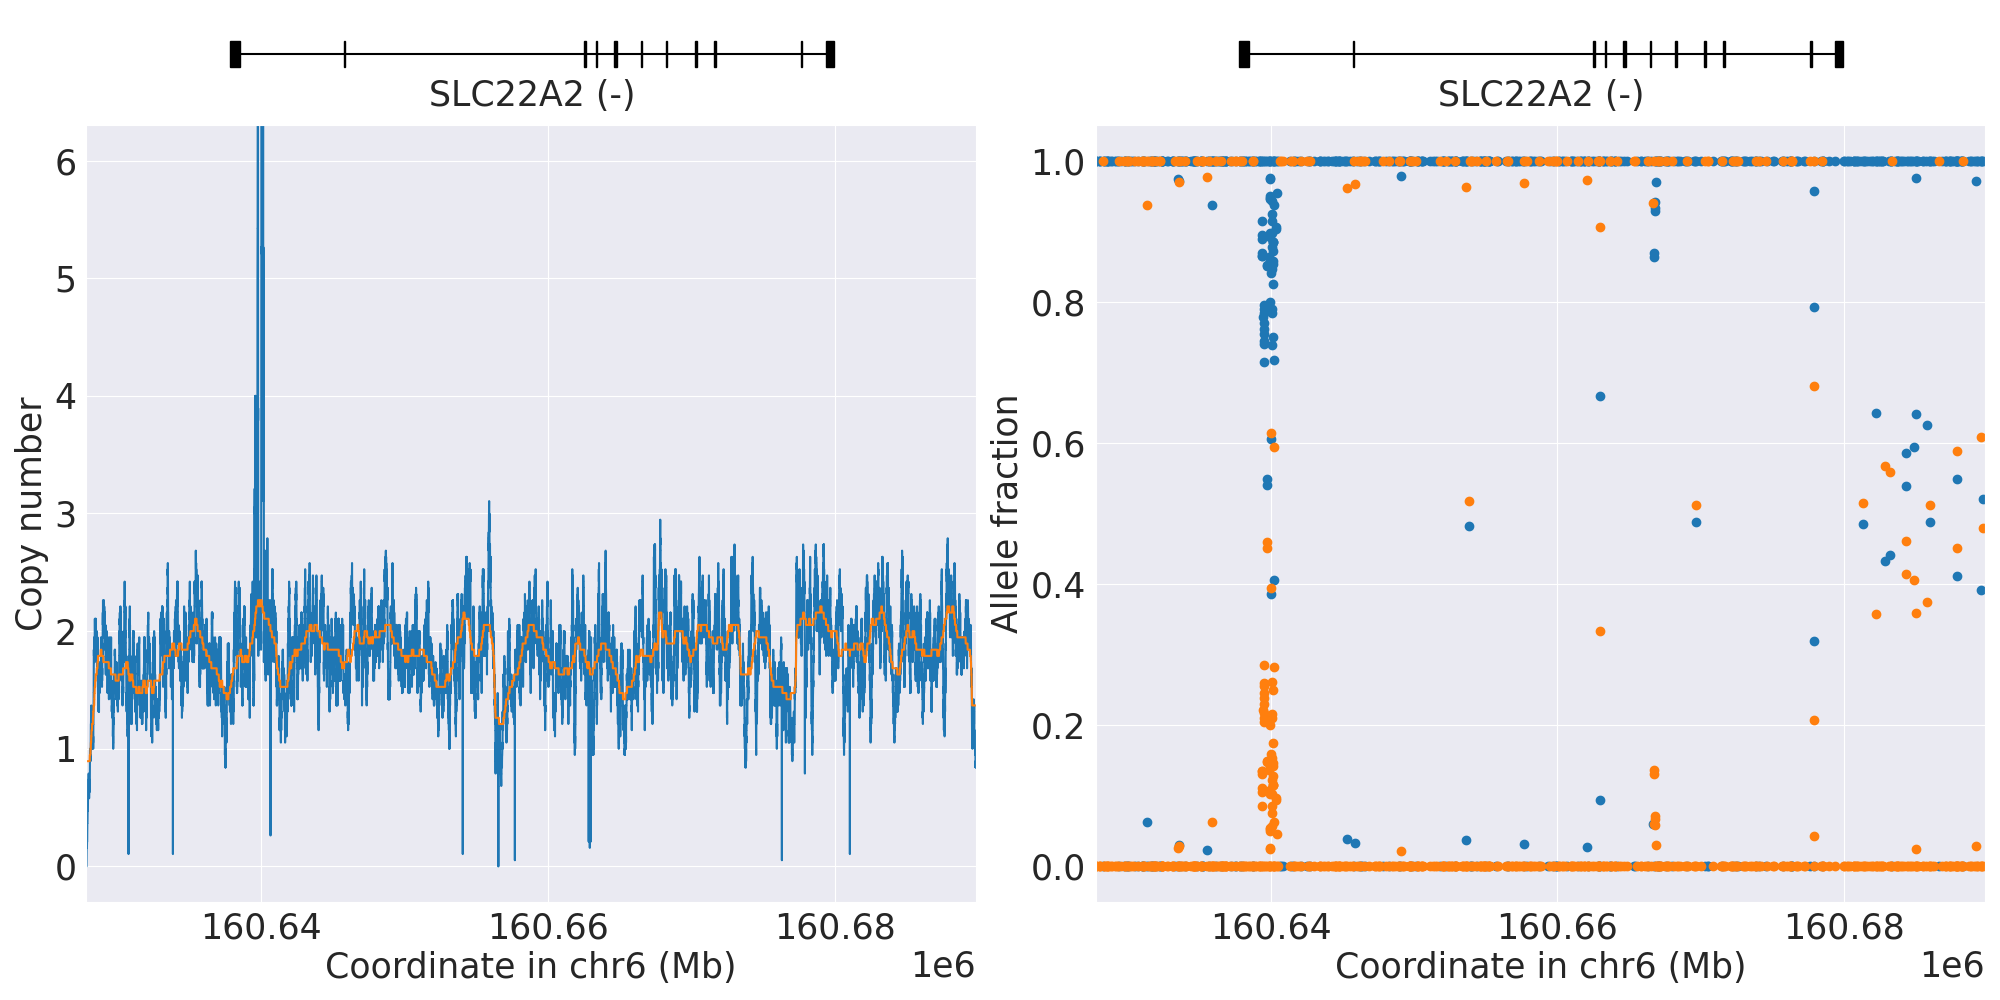 SLC22A2 (-)
6
5
4
3
2
1
0
Copy number
160.64
160.66
160.68
Coordinate in chr6 (Mb)
1e6
SLC22A2 (-)
1.0
0.8
0.6
0.4
0.2
0.0
Allele fraction
160.64
160.66
160.68
Coordinate in chr6 (Mb)
1e6